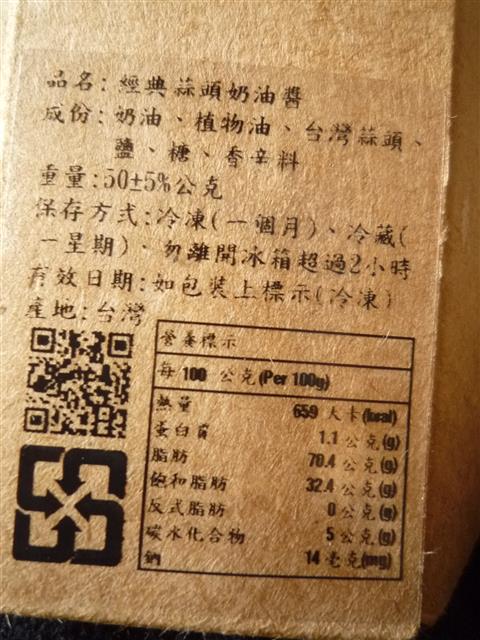 品名：經典蒜頭奶油醬
成份：奶油、植物油、台灣蒜頭、
鹽、糖、香辛料
重量：50±5%公克
保存方式：冷凍(一個月)、冷藏(
一星期)、勿離開冰箱超過2小時
有效日期：如包裝上標示(冷凍)
產地：台灣
營養標示
每100 公克(Per 100g)
熱量 659 大卡(kcal)
蛋白質 1.1 公克(g)
脂肪 70.4 公克(g)
飽和脂肪 32.4 公克(g)
反式脂肪 0 公克(g)
碳水化合物 5 公克(g)
鈉 14 毫克(mg)